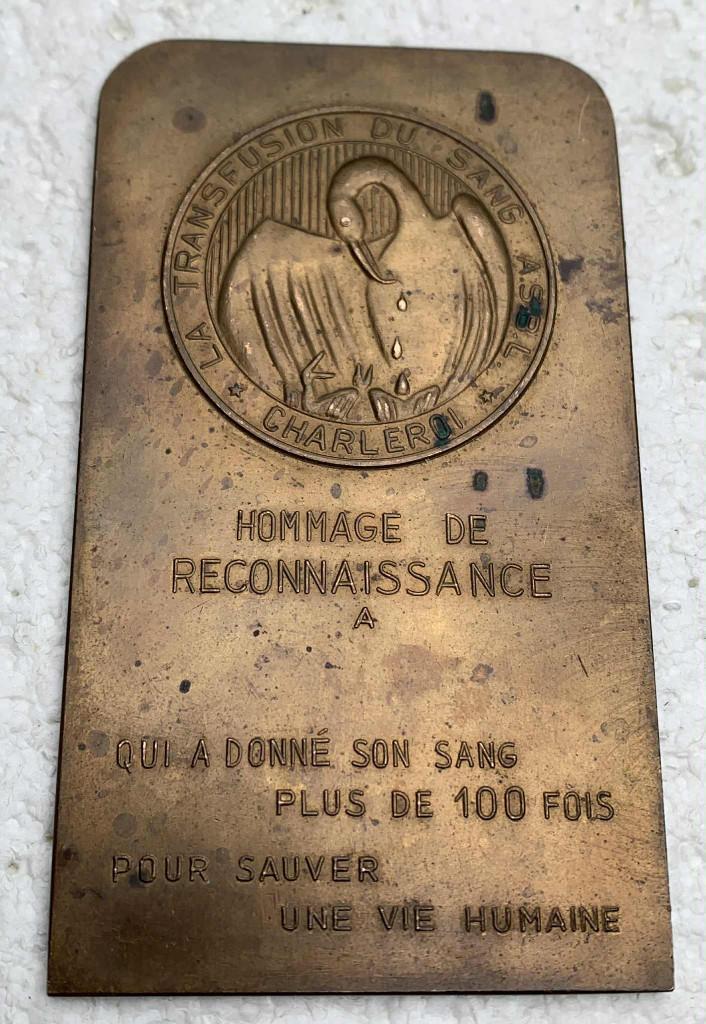 LA TRANSFUSION DU SANG ASBL
★ CHARLEROI ★
HOMMAGE DE
RECONNAISSANCE
A
QUI A DONNÉ SON SANG
PLUS DE 100 FOIS
POUR SAUVER
UNE VIE HUMAINE